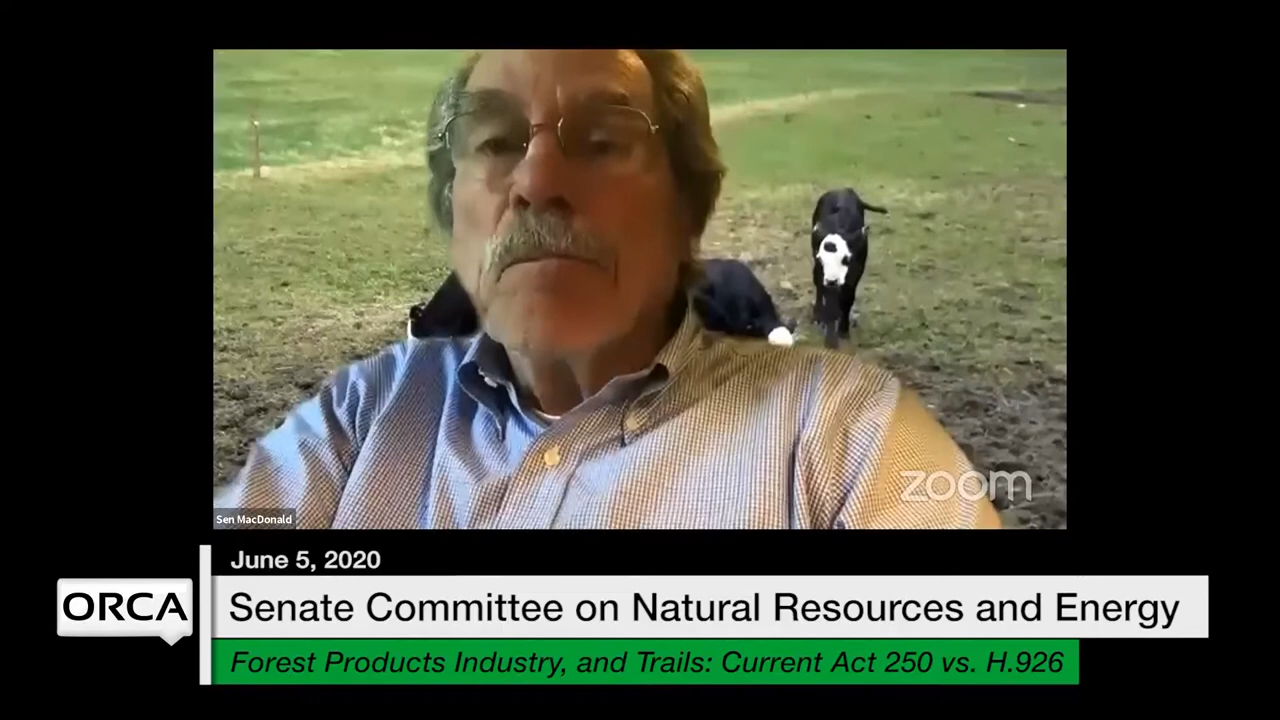 zoom
Sen MacDonald
June 5, 2020
ORCA
Senate Committee on Natural Resources and Energy
Forest Products Industry, and Trails: Current Act 250 vs. H.926